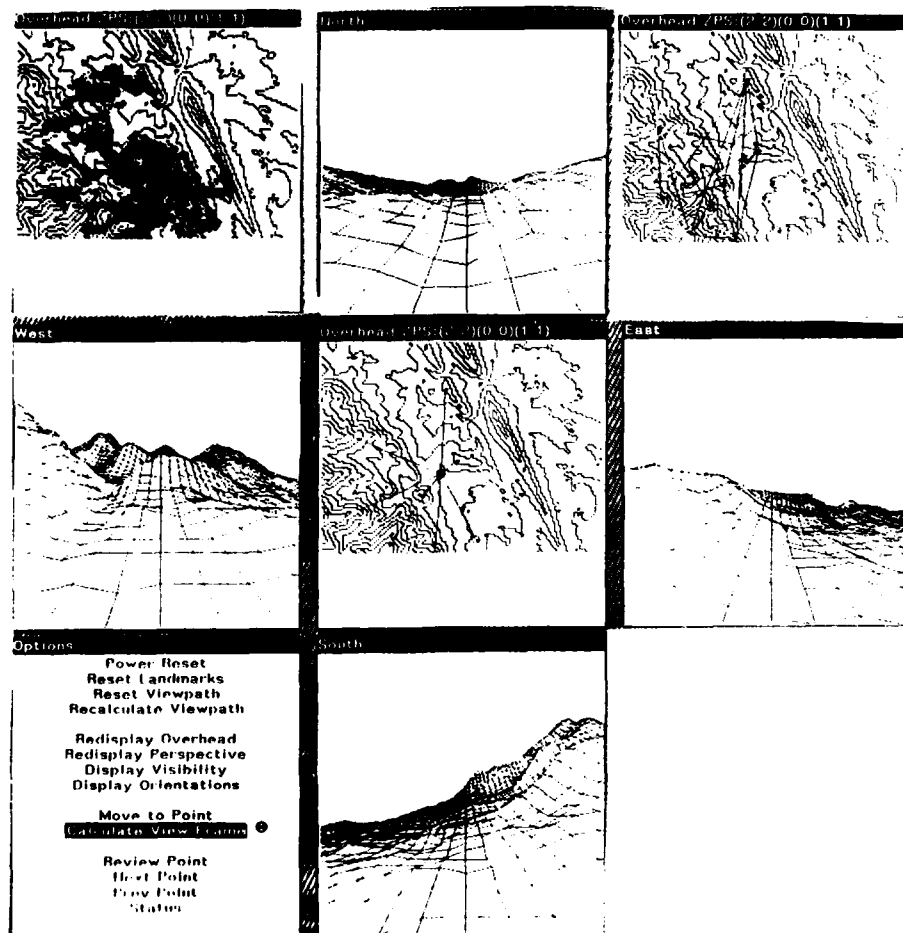 Overhead ZPS:(2 2)(0 0)(1 1)
North
Overhead ZPS:(2 2)(0 0)(1 1)
West
Overhead ZPS:(2 2)(0 0)(1 1)
East
Options
Power Reset
Reset Landmarks
Reset Viewpath
Recalculate Viewpath
Redisplay Overhead
Redisplay Perspective
Display Visibility
Display Orientations
Move to Point
Calculate View Frame
Review Point
Next Point
Prev Point
Status
South